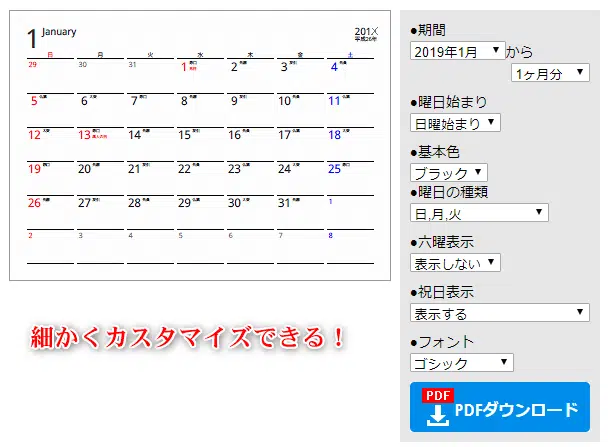 1 January
201X
平成26年
日 月 火 水 木 金 土
29 30 31 1 2 3 4
5 6 7 8 9 10 11
12 13 14 15 16 17 18
19 20 21 22 23 24 25
26 27 28 29 30 31 1
2 3 4 5 6 7 8
細かくカスタマイズできる！
●期間
2019年1月 ▼から
1ヶ月分 ▼
●曜日始まり
日曜始まり ▼
●基本色
ブラック ▼
●曜日の種類
日,月,火 ▼
●六曜表示
表示しない ▼
●祝日表示
表示する ▼
●フォント
ゴシック ▼
PDF
PDFダウンロード